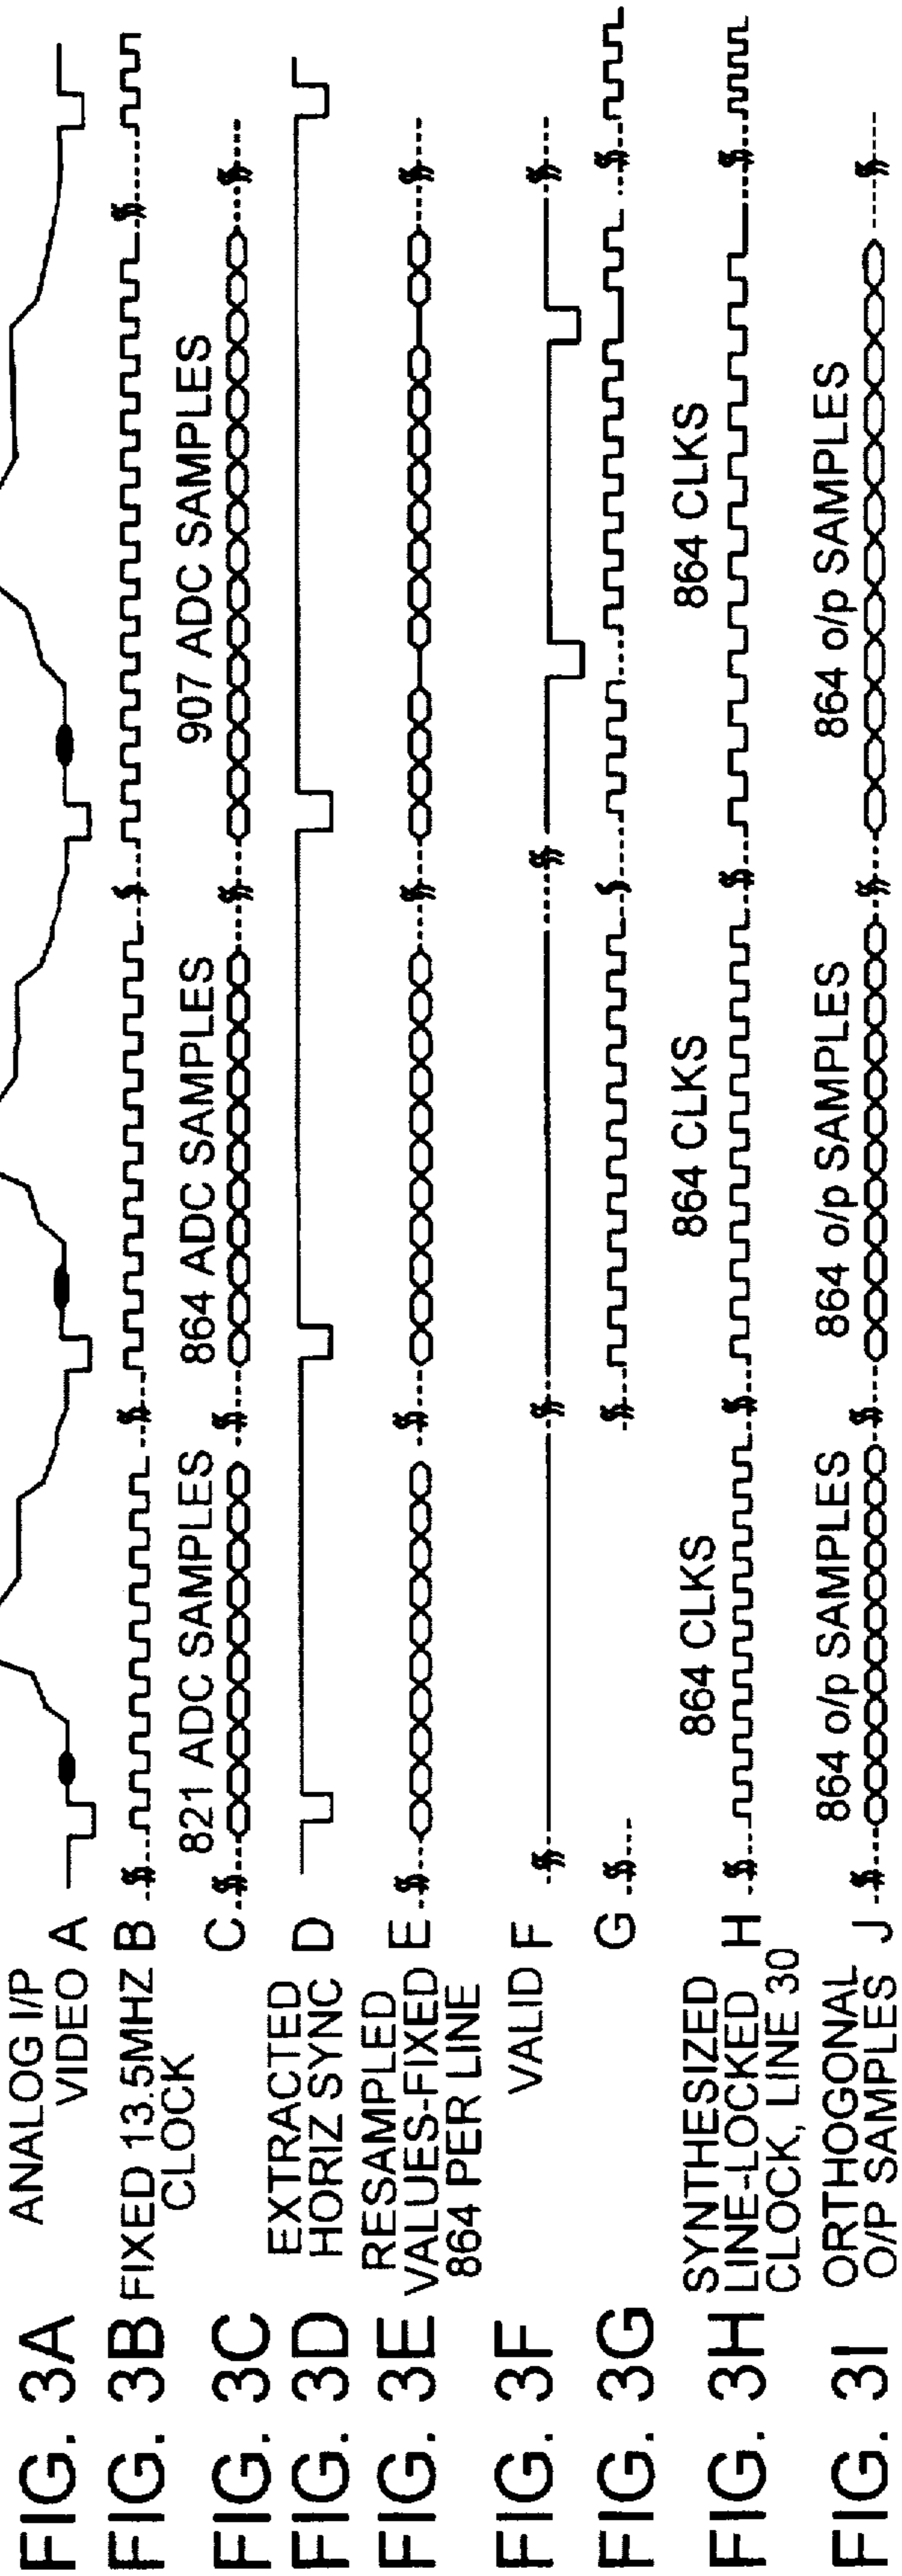 FIG. 3A
ANALOG I/P
VIDEO A
FIG. 3B
FIXED 13.5MHZ B
CLOCK
FIG. 3C
C
821 ADC SAMPLES
864 ADC SAMPLES
907 ADC SAMPLES
FIG. 3D
EXTRACTED
HORIZ SYNC D
FIG. 3E
RESAMPLED
VALUES-FIXED E
864 PER LINE
FIG. 3F
VALID F
FIG. 3G
G
FIG. 3H
SYNTHESIZED
LINE-LOCKED H
CLOCK, LINE 30
864 CLKS
864 CLKS
864 CLKS
FIG. 3I
ORTHOGONAL
O/P SAMPLES J
864 o/p SAMPLES
864 o/p SAMPLES
864 o/p SAMPLES